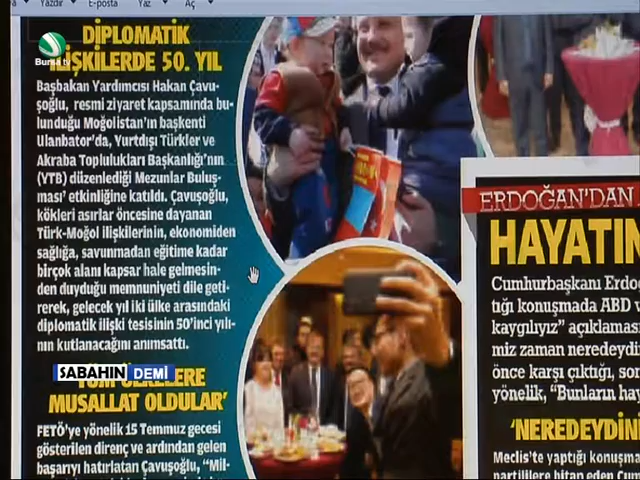 Yazdır
E-posta
Yaz
Aç
Bursa tv
DİPLOMATİK
İLİŞKİLERDE 50. YIL
Başbakan Yardımcısı Hakan Çavu-
şoğlu, resmi ziyaret kapsamında bu-
lunduğu Moğolistan'ın başkenti
Ulanbator'da, Yurtdışı Türkler ve
Akraba Toplulukları Başkanlığı'nın
(YTB) düzenlediği Mezunlar Buluş-
ması' etkinliğine katıldı. Çavuşoğlu,
kökleri asırlar öncesine dayanan
Türk-Moğol ilişkilerinin, ekonomiden
sağlığa, savunmadan eğitime kadar
birçok alanı kapsar hale gelmesin-
den duyduğu memnuniyeti dile geti-
rerek, gelecek yıl iki ülke arasındaki
diplomatik ilişki tesisinin 50'inci yılı-
nın kutlanacağını anımsattı.
SABAHIN DEMİ
MUSALLAT OLDULAR'
FETÖ'ye yönelik 15 Temmuz gecesi
gösterilen direnç ve ardından gelen
başarıyı hatırlatan Çavuşoğlu, "Mil-
ERDOĞAN'DAN
HAYATIN
Cumhurbaşkanı Erdo
tığı konuşmada ABD v
kaygılıyız" açıklaması
miz zaman neredeydin
önce karşı çıktığı, son
yönelik, "Bunların hay
'NEREDEYDİN
Meclis'te yaptığı konuşma
partililere hitap eden Cum